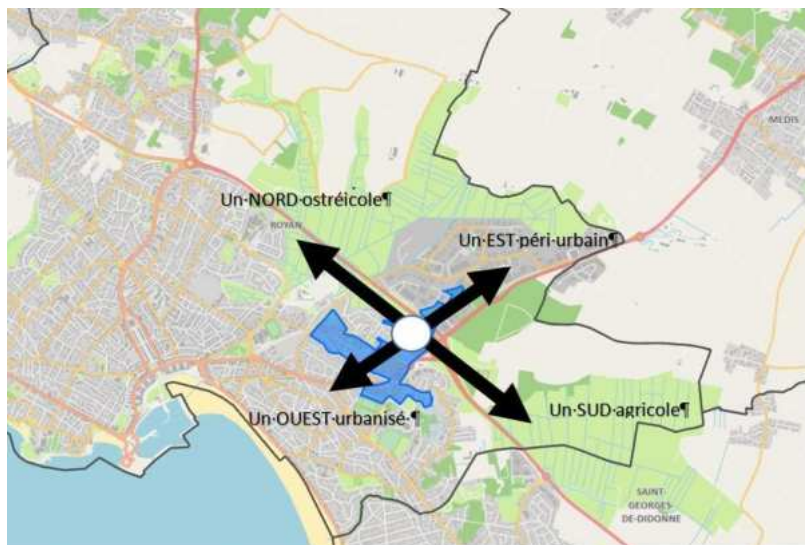 MEDIS
Un·NORD·ostréicole¶
ROYAN
Un·EST·péri·urbain¶
Un·OUEST·urbanisé·¶
Un·SUD·agricole¶
SAINT-
GEORGES-
DE-DIDONNE